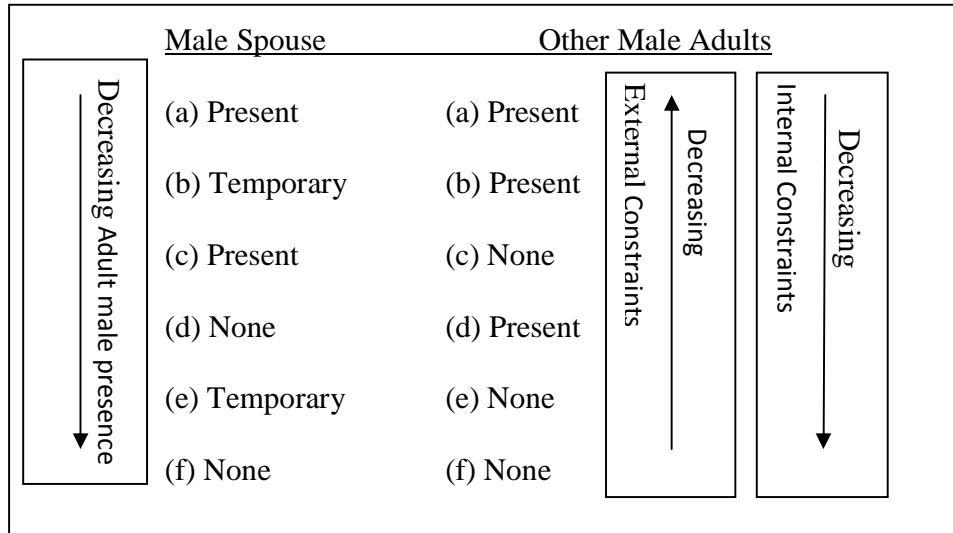 Male Spouse Other Male Adults
Decreasing Adult male presence
(a) Present (a) Present
(b) Temporary (b) Present
(c) Present (c) None
(d) None (d) Present
(e) Temporary (e) None
(f) None (f) None
External Constraints
Decreasing
Internal Constraints
Decreasing